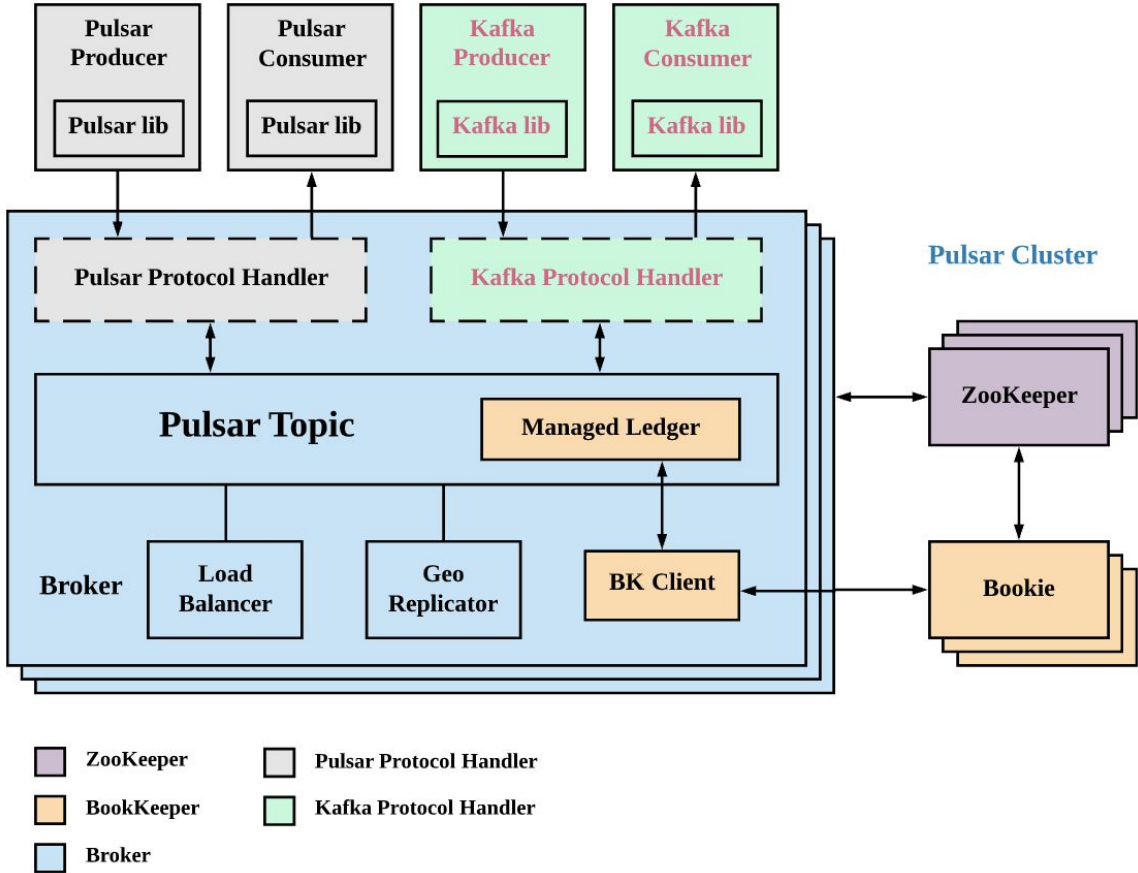 Pulsar
Producer
Pulsar lib
Pulsar
Consumer
Pulsar lib
Kafka
Producer
Kafka lib
Kafka
Consumer
Kafka lib
Pulsar Protocol Handler
Kafka Protocol Handler
Pulsar Cluster
Pulsar Topic
Managed Ledger
ZooKeeper
Broker
Load
Balancer
Geo
Replicator
BK Client
Bookie
ZooKeeper
BookKeeper
Broker
Pulsar Protocol Handler
Kafka Protocol Handler